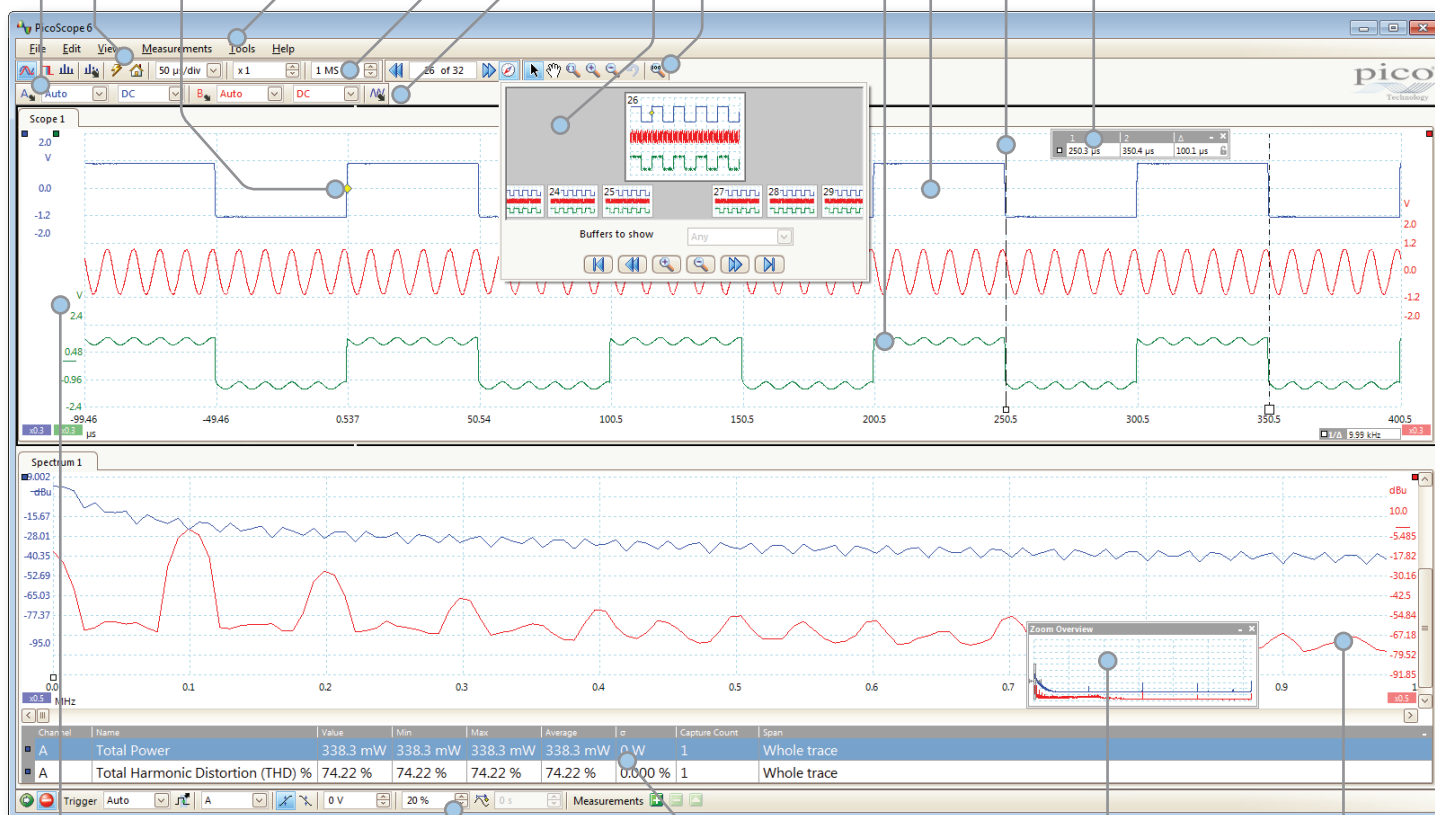 PicoScope 6
File Edit Views Measurements Tools Help
50 µs/div x1 1 MS 26 of 32
pico
Technology
A Auto DC B Auto DC
Scope 1
2.0
V
0.0
-1.2
-2.0
26
24 25 27 28 29
Buffers to show Any
1 2 Δ
250.3 µs 350.4 µs 100.1 µs
V
2.0
1.2
0.0
-1.2
-2.0
V
2.4
0.48
-0.96
-2.4
-99.46 -49.46 0.537 50.54 100.5 150.5 200.5 250.5 300.5 350.5 400.5
x0.3 x0.3 µs
1/Δ 9.99 kHz x0.3
Spectrum 1
9.002
dBu
-15.67
-28.01
-40.35
-52.69
-65.03
-77.37
-95.0
dBu
10.0
-5.485
-17.82
-30.16
-42.5
-54.84
-67.18
-79.52
-91.85
Zoom Overview
0.0 0.1 0.2 0.3 0.4 0.5 0.6 0.7 0.9 1
x0.5 MHz x0.5
Channel Name Value Min Max Average σ Capture Count Span
A Total Power 338.3 mW 338.3 mW 338.3 mW 338.3 mW 0 W 1 Whole trace
A Total Harmonic Distortion (THD) % 74.22 % 74.22 % 74.22 % 74.22 % 0.000 % 1 Whole trace
Trigger Auto A 0 V 20 % 0 s Measurements